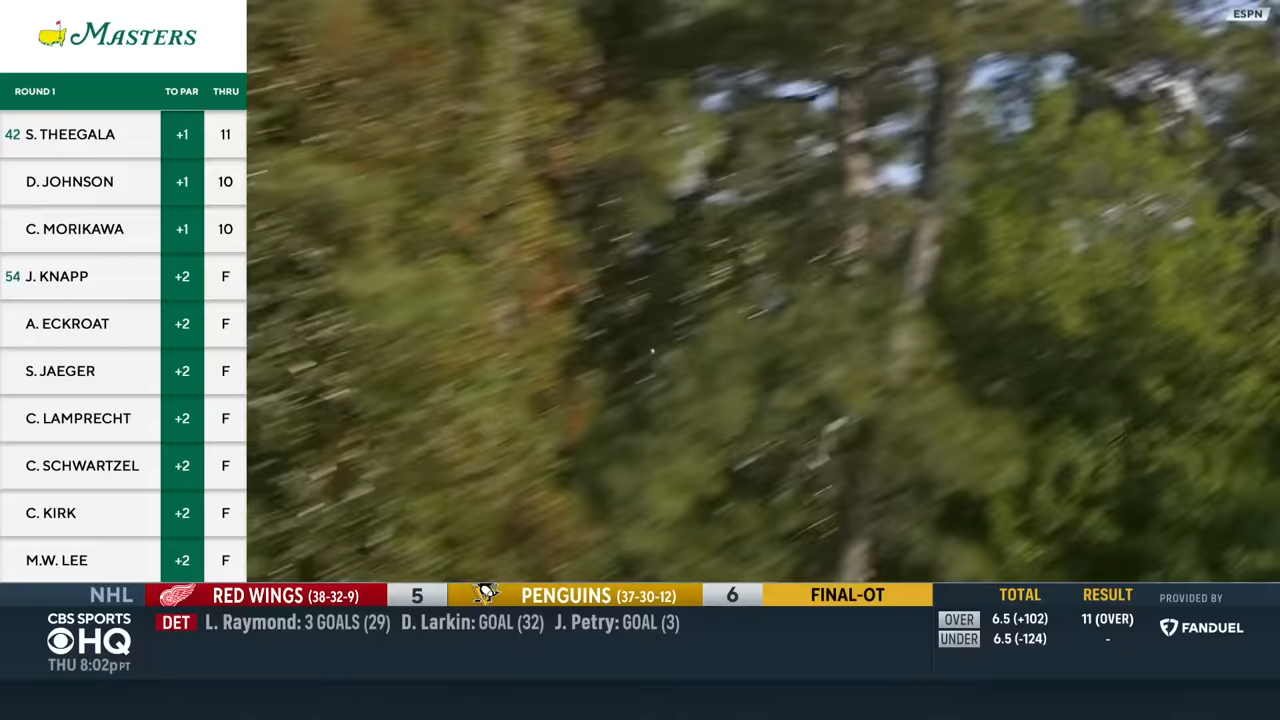 MASTERS
ESPN
ROUND 1 TO PAR THRU
42 S. THEEGALA +1 11
D. JOHNSON +1 10
C. MORIKAWA +1 10
54 J. KNAPP +2 F
A. ECKROAT +2 F
S. JAEGER +2 F
C. LAMPRECHT +2 F
C. SCHWARTZEL +2 F
C. KIRK +2 F
M.W. LEE +2 F
NHL RED WINGS (38-32-9) 5 PENGUINS (37-30-12) 6 FINAL-OT
CBS SPORTS
HQ
THU 8:02p PT
DET L. Raymond: 3 GOALS (29) D. Larkin: GOAL (32) J. Petry: GOAL (3)
TOTAL RESULT
OVER 6.5 (+102) 11 (OVER)
UNDER 6.5 (-124) -
PROVIDED BY
FANDUEL